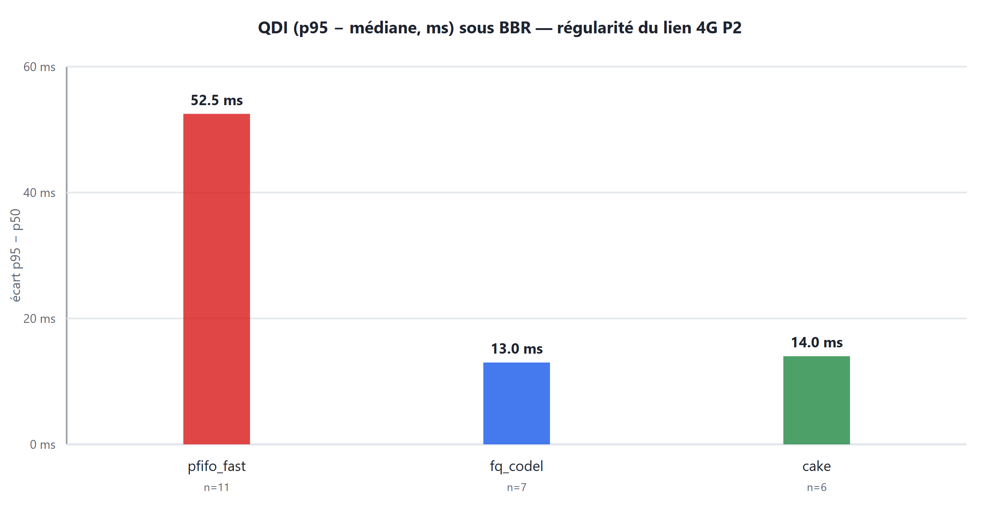 QDI (p95 − médiane, ms) sous BBR — régularité du lien 4G P2
écart p95 − p50
60 ms
40 ms
20 ms
0 ms
52.5 ms
13.0 ms
14.0 ms
pfifo_fast
fq_codel
cake
n=11
n=7
n=6